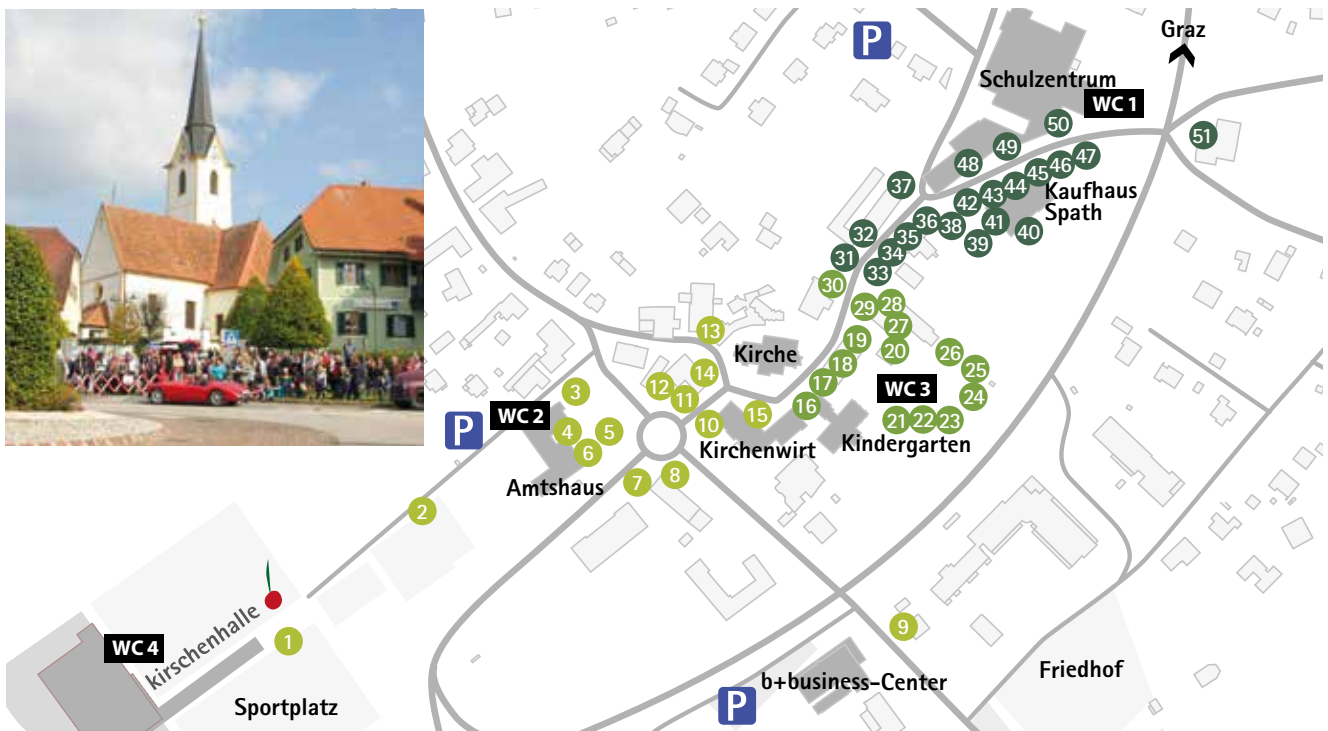 Graz
P
Schulzentrum
WC 1
50
51
49
47
48
46
45
44
37
43
Kaufhaus
Spath
42
36
38
41
40
32
35
39
34
31
33
30
28
29
27
13
19
20
26
Kirche
14
18
25
WC 3
17
12
3
24
11
16
WC 2
15
10
21
22
23
P
4
5
Kirchenwirt
Kindergarten
6
8
7
Amtshaus
2
kirschenhalle
9
1
WC 4
Friedhof
b+business-Center
Sportplatz
P